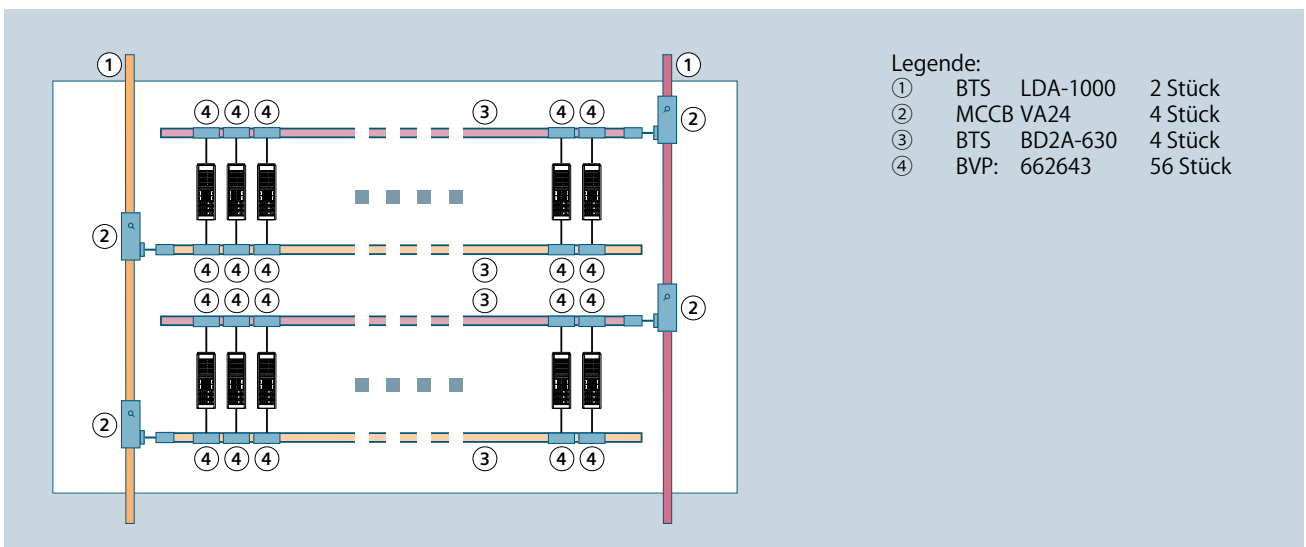 ① ①
④ ④ ④ ③ ④ ④ ②
②
④ ④ ④ ③ ④ ④
④ ④ ④ ③ ④ ④ ②
②
④ ④ ④ ③ ④ ④
Legende:
① BTS LDA-1000 2 Stück
② MCCB VA24 4 Stück
③ BTS BD2A-630 4 Stück
④ BVP: 662643 56 Stück